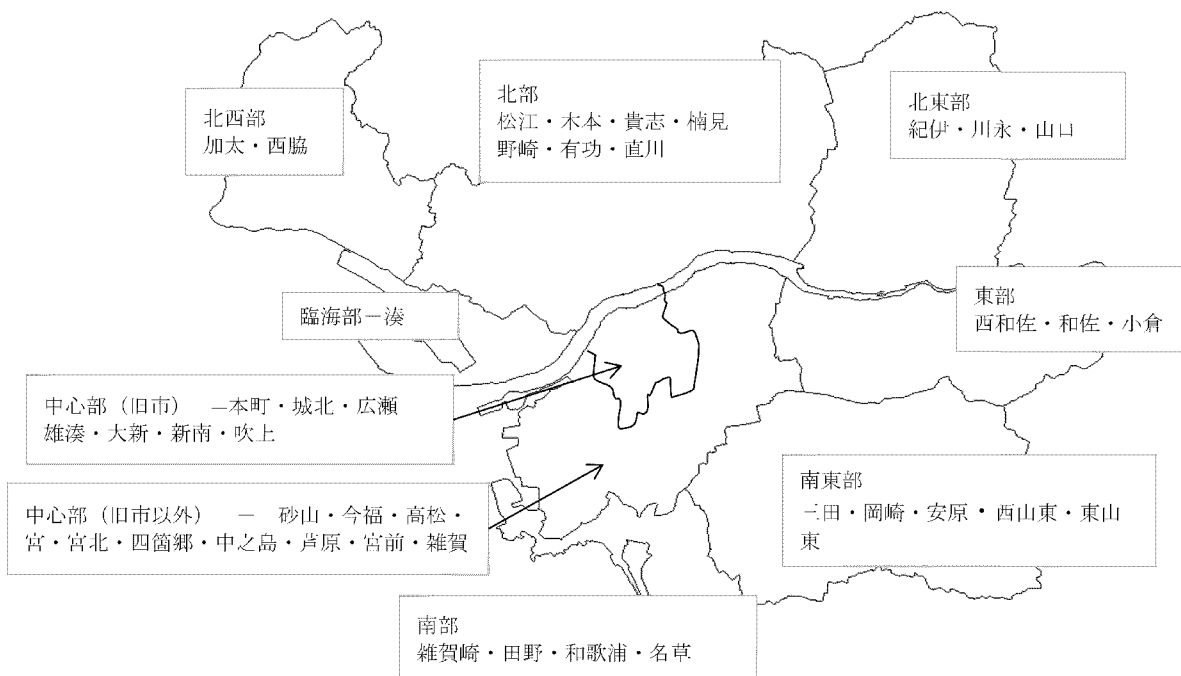 北西部
加太・西脇
北部
松江・木本・貴志・楠見
野崎・有功・直川
北東部
紀伊・川永・山口
臨海部－湊
東部
西和佐・和佐・小倉
中心部（旧市）　―本町・城北・広瀬
雄湊・大新・新南・吹上
中心部（旧市以外）　－　砂山・今福・高松・
宮・宮北・四箇郷・中之島・芦原・宮前・雑賀
南東部
三田・岡崎・安原・西山東・東山
東
南部
雑賀崎・田野・和歌浦・名草